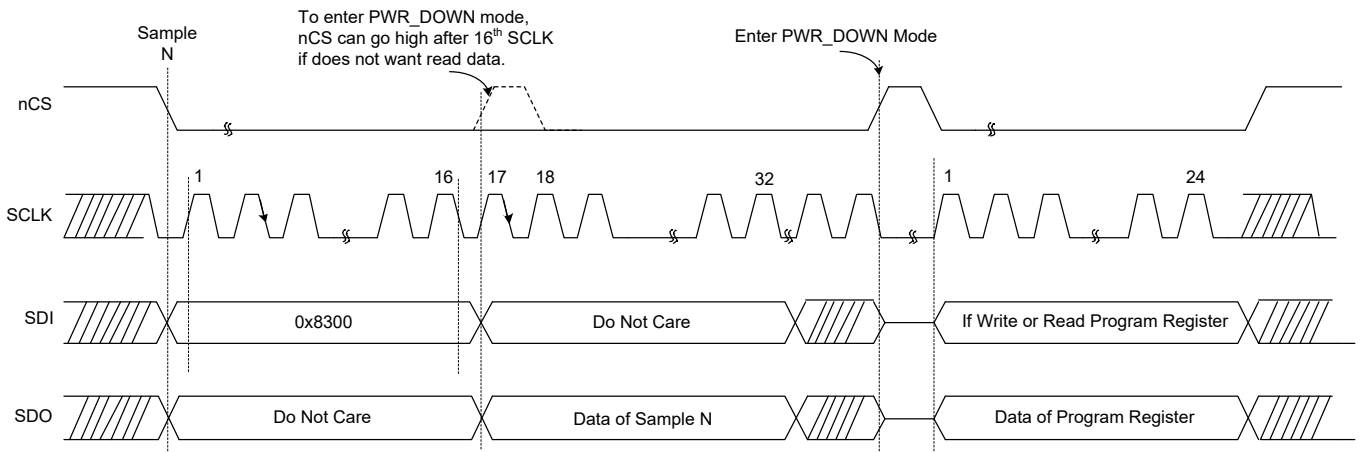 Sample
N
To enter PWR_DOWN mode,
nCS can go high after 16th SCLK
if does not want read data.
Enter PWR_DOWN Mode
nCS
1
16
17
18
32
1
24
SCLK
SDI
0x8300
Do Not Care
If Write or Read Program Register
SDO
Do Not Care
Data of Sample N
Data of Program Register